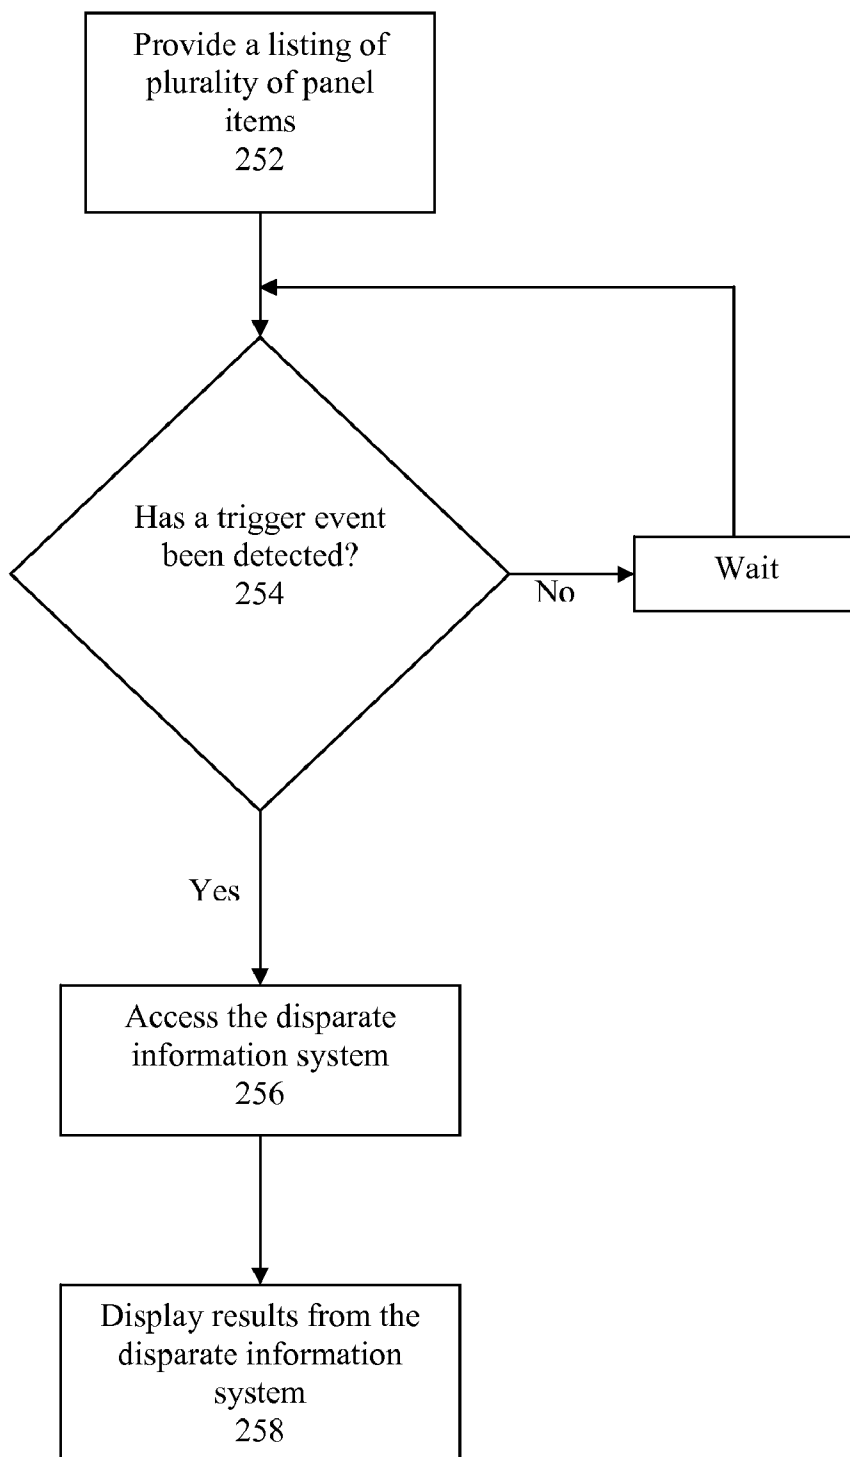 Provide a listing of
plurality of panel
items
252
Has a trigger event
been detected?
254
No
Wait
Yes
Access the disparate
information system
256
Display results from the
disparate information
system
258